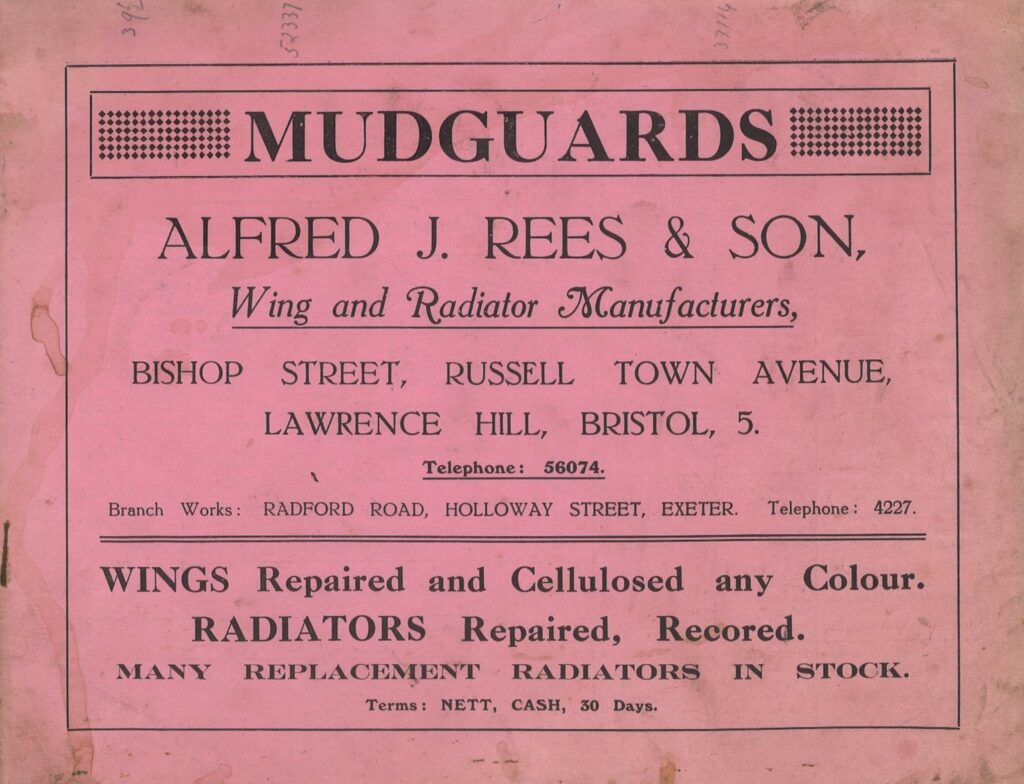 52337
37114
MUDGUARDS
ALFRED J. REES & SON,
Wing and Radiator Manufacturers,
BISHOP STREET, RUSSELL TOWN AVENUE,
LAWRENCE HILL, BRISTOL, 5.
Telephone: 56074.
Branch Works: RADFORD ROAD, HOLLOWAY STREET, EXETER. Telephone: 4227.
WINGS Repaired and Cellulosed any Colour.
RADIATORS Repaired, Recored.
MANY REPLACEMENT RADIATORS IN STOCK.
Terms: NETT, CASH, 30 Days.